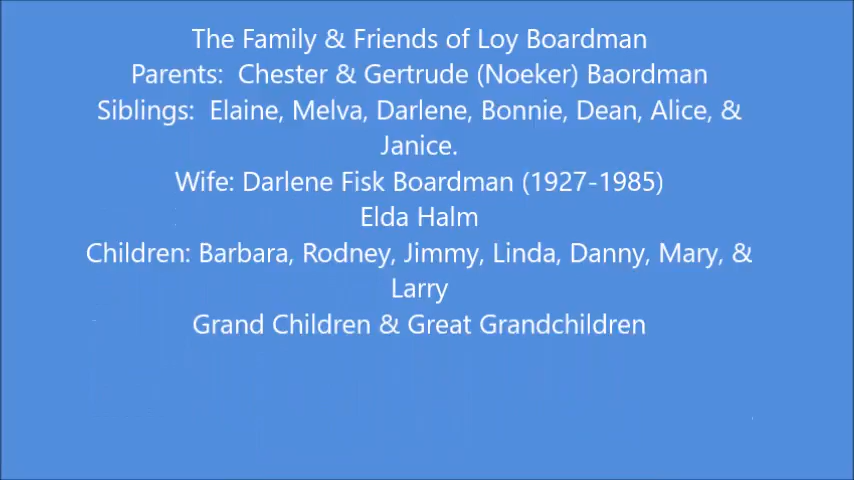 The Family & Friends of Loy Boardman
Parents:  Chester & Gertrude (Noeker) Baordman
Siblings:  Elaine, Melva, Darlene, Bonnie, Dean, Alice, &
Janice.
Wife: Darlene Fisk Boardman (1927-1985)
Elda Halm
Children: Barbara, Rodney, Jimmy, Linda, Danny, Mary, &
Larry
Grand Children & Great Grandchildren